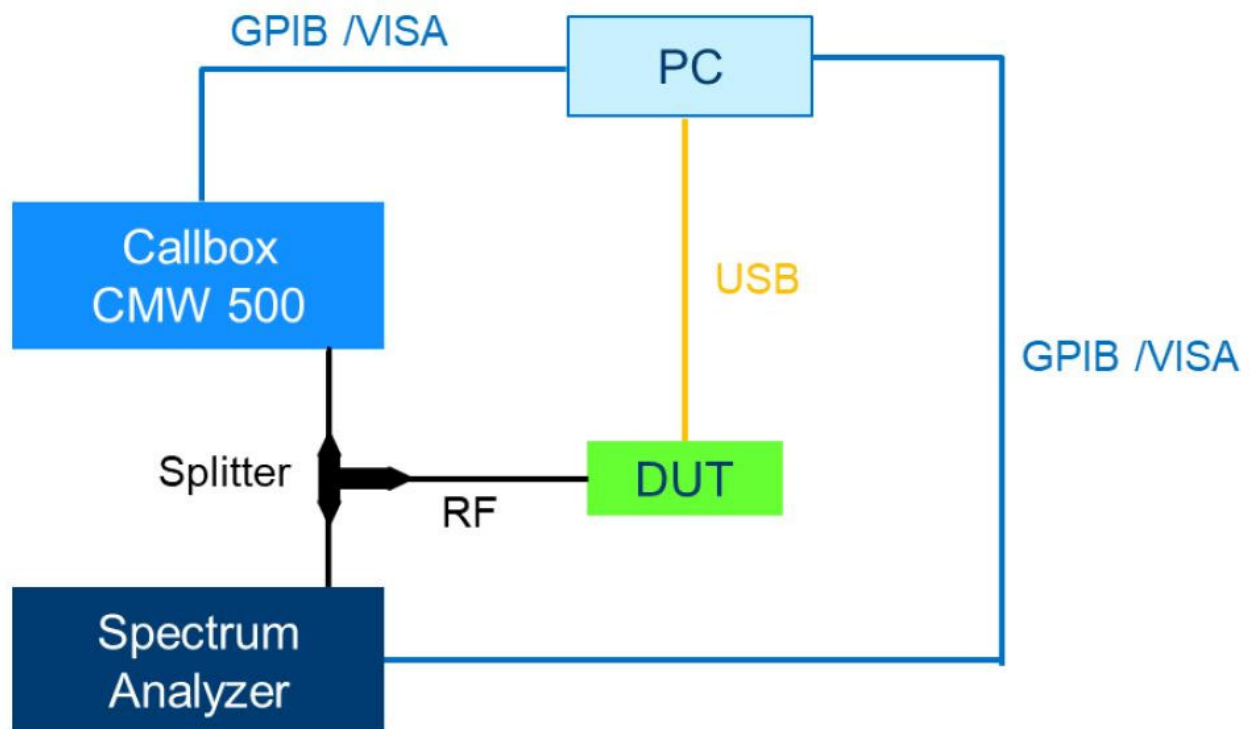 GPIB /VISA
PC
Callbox
CMW 500
USB
GPIB /VISA
Splitter
RF
DUT
Spectrum
Analyzer